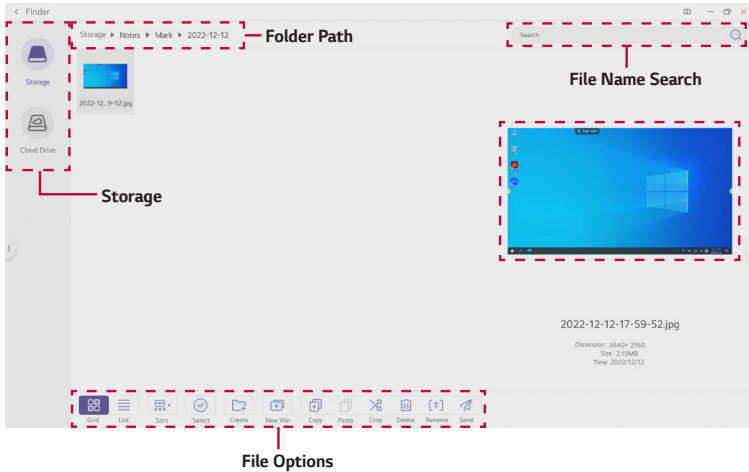 Finder
Storage ▶ Notes ▶ Mark ▶ 2022-12-12
Folder Path
Search
File Name Search
Storage
2022-12...9-52.jpg
Cloud Drive
Storage
2022-12-12-17-59-52.jpg
Dimension: 3840* 2160
Size: 2.19MB
Time: 2022/12/12
Grid List Sort Select Create New Win Copy Paste Crop Delete Rename Send
File Options